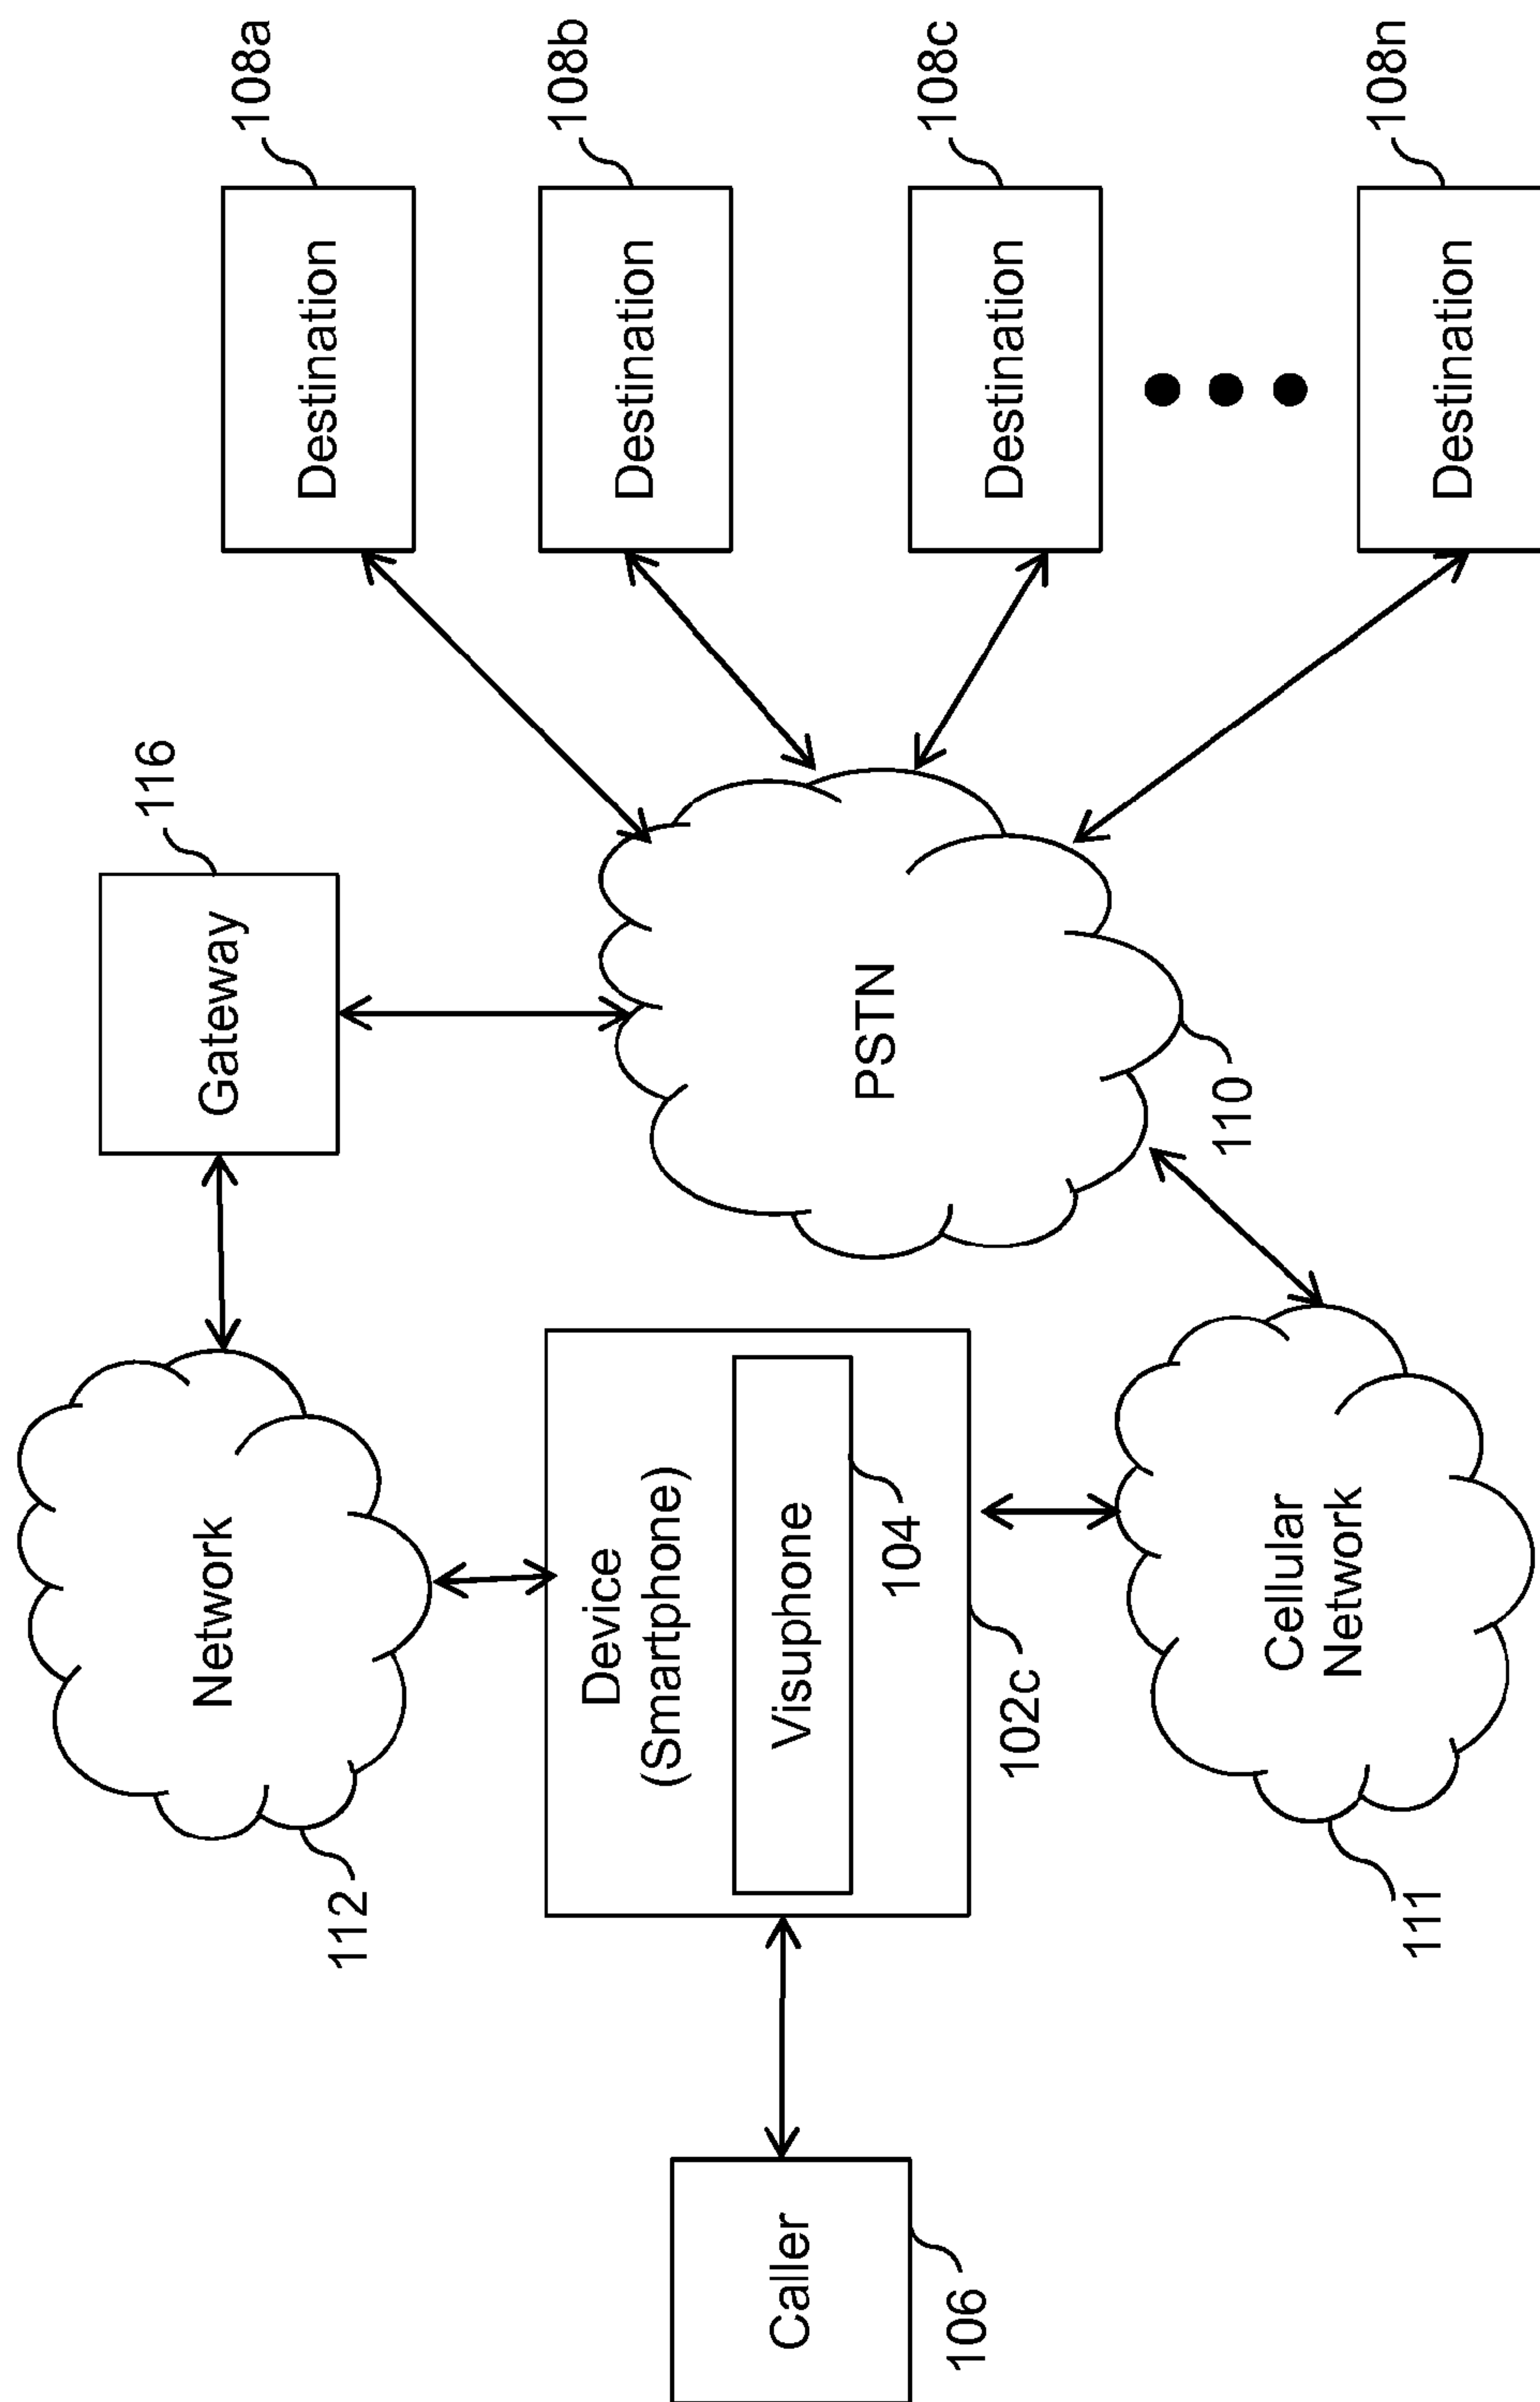 112
Network
Gateway
116
Caller
106
Device
(Smartphone)
Visuphone
104
102c
PSTN
110
Cellular
Network
111
Destination
108a
Destination
108b
Destination
108c
Destination
108n